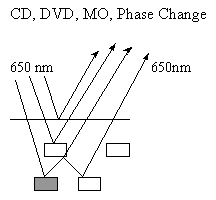 CD, DVD, MO, Phase Change
650 nm
650nm